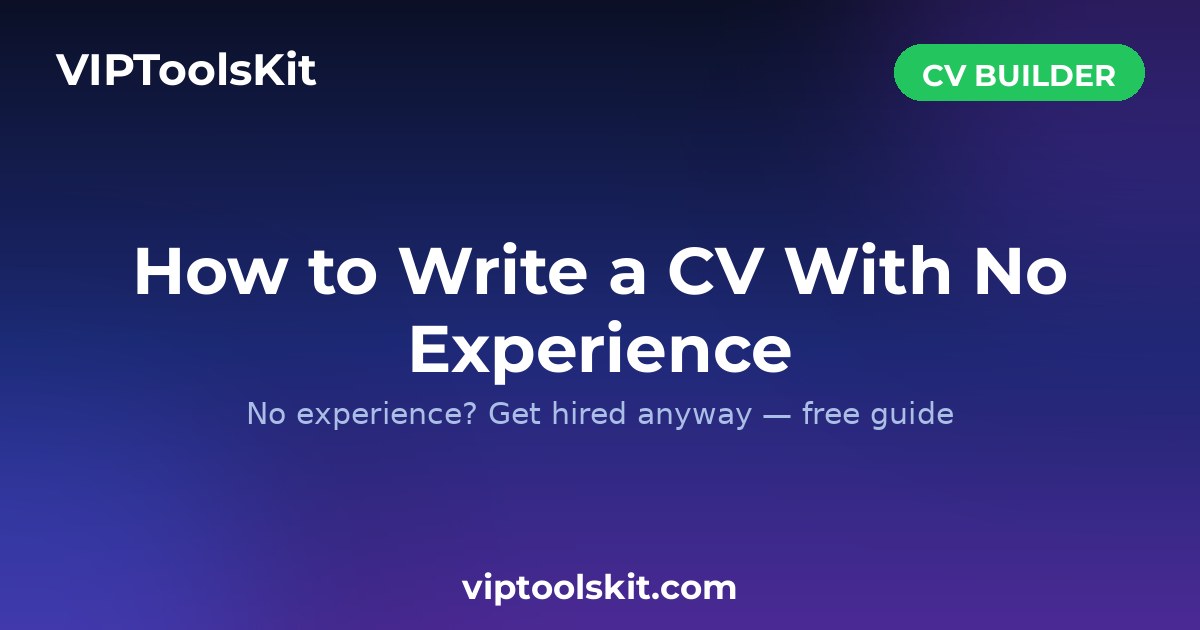 VIPToolsKit
CV BUILDER
How to Write a CV With No
Experience
No experience? Get hired anyway — free guide
viptoolskit.com